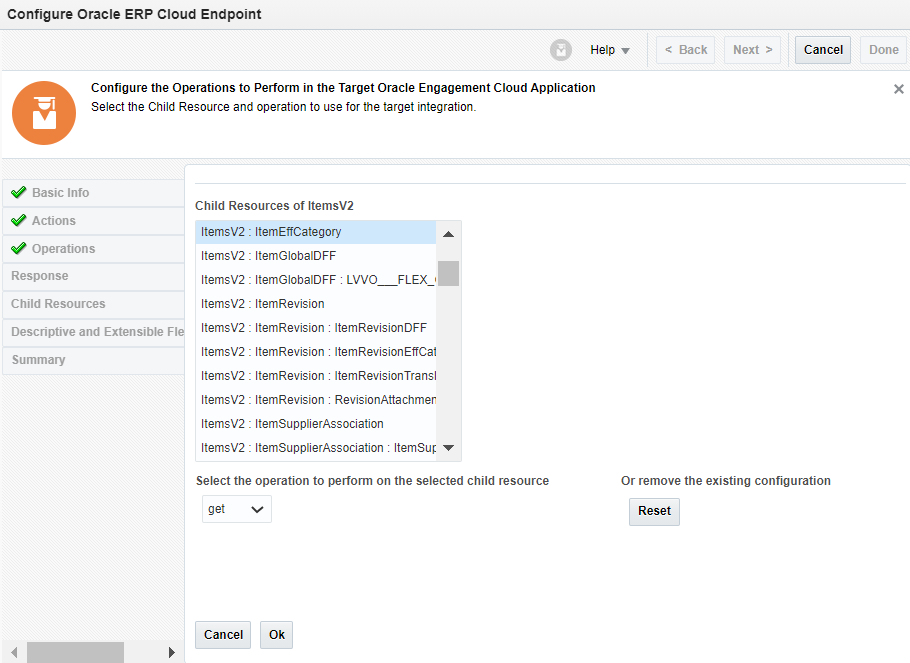 Configure Oracle ERP Cloud Endpoint
Help
< Back
Next >
Cancel
Done
Configure the Operations to Perform in the Target Oracle Engagement Cloud Application
Select the Child Resource and operation to use for the target integration.
Basic Info
Actions
Operations
Response
Child Resources
Descriptive and Extensible Fle
Summary
Child Resources of ItemsV2
ItemsV2 : ItemEffCategory
ItemsV2 : ItemGlobalDFF
ItemsV2 : ItemGlobalDFF : LVVO___FLEX_
ItemsV2 : ItemRevision
ItemsV2 : ItemRevision : ItemRevisionDFF
ItemsV2 : ItemRevision : ItemRevisionEffCat
ItemsV2 : ItemRevision : ItemRevisionTransl
ItemsV2 : ItemRevision : RevisionAttachmen
ItemsV2 : ItemSupplierAssociation
ItemsV2 : ItemSupplierAssociation : ItemSup
Select the operation to perform on the selected child resource
Or remove the existing configuration
get
Reset
Cancel
Ok